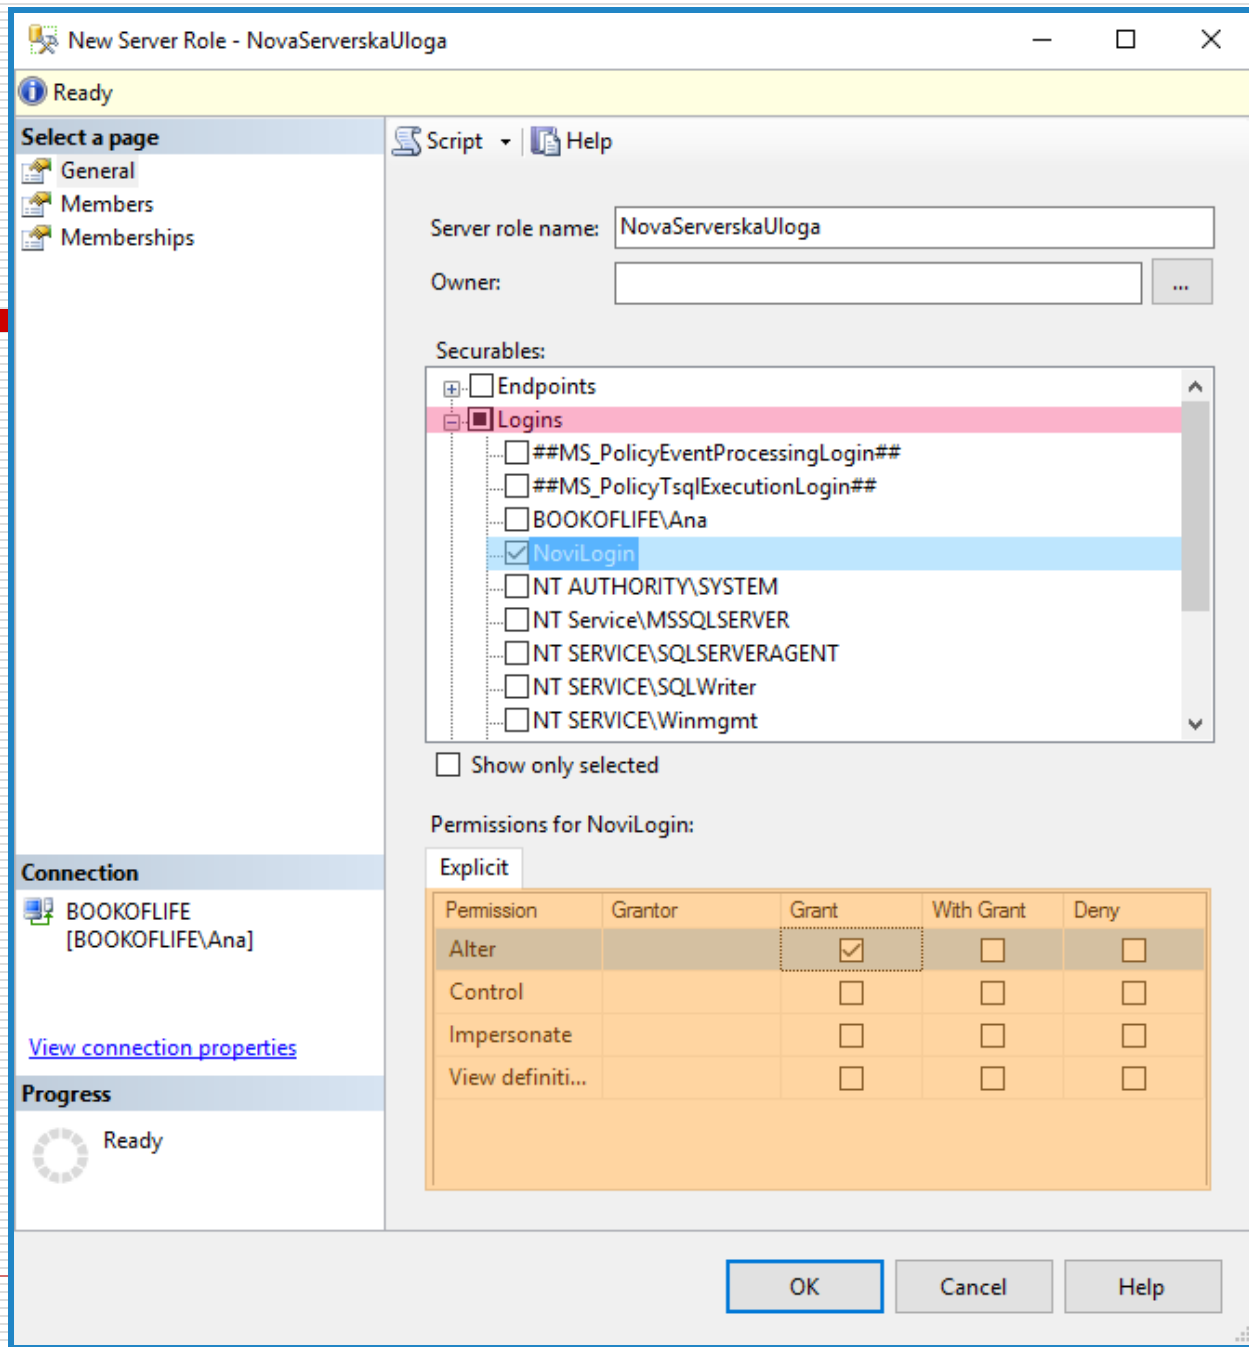 New Server Role - NovaServerskaUloga
Ready
Select a page
General
Members
Memberships
Script
Help
Server role name:
NovaServerskaUloga
Owner:
...
Securables:
Endpoints
Logins
##MS_PolicyEventProcessingLogin##
##MS_PolicyTsqlExecutionLogin##
BOOKOFLIFE\Ana
NoviLogin
NT AUTHORITY\SYSTEM
NT Service\MSSQLSERVER
NT SERVICE\SQLSERVERAGENT
NT SERVICE\SQLWriter
NT SERVICE\Winmgmt
Show only selected
Permissions for NoviLogin:
Explicit
Permission Grantor Grant With Grant Deny
Alter
Control
Impersonate
View definiti...
Connection
BOOKOFLIFE
[BOOKOFLIFE\Ana]
View connection properties
Progress
Ready
OK Cancel Help